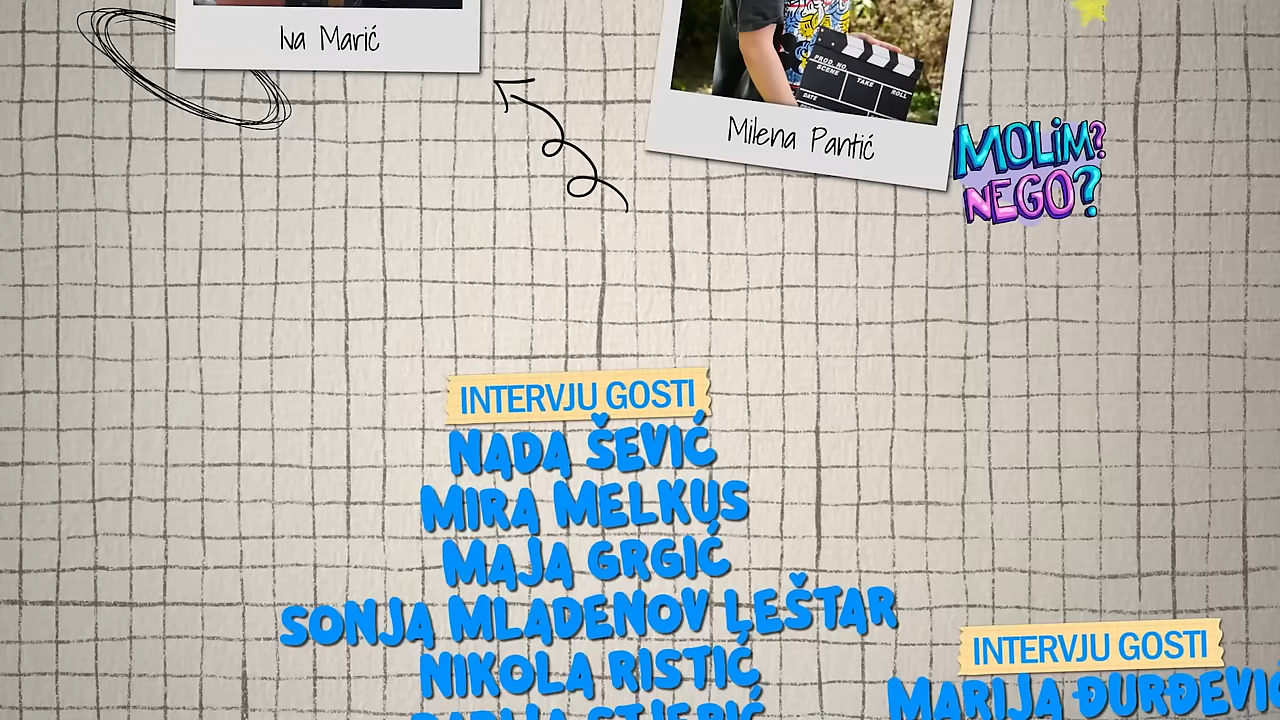 Iva Marić
PROD. NO.
SCENE
TAKE
ROLL
DATE
Milena Pantić
MOLIM?
NEGO?
INTERVJU GOSTI
NADA ŠEVIĆ
MIRA MELKUS
MAJA GRGIĆ
SONJA MLADENOV LEŠTAR
NIKOLA RISTIĆ
INTERVJU GOSTI
MARIJA